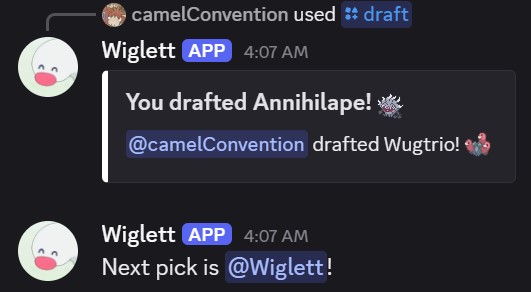 camelConvention used draft
Wiglett APP 4:07 AM
You drafted Annihilape!
@camelConvention drafted Wugtrio!
Wiglett APP 4:07 AM
Next pick is @Wiglett!